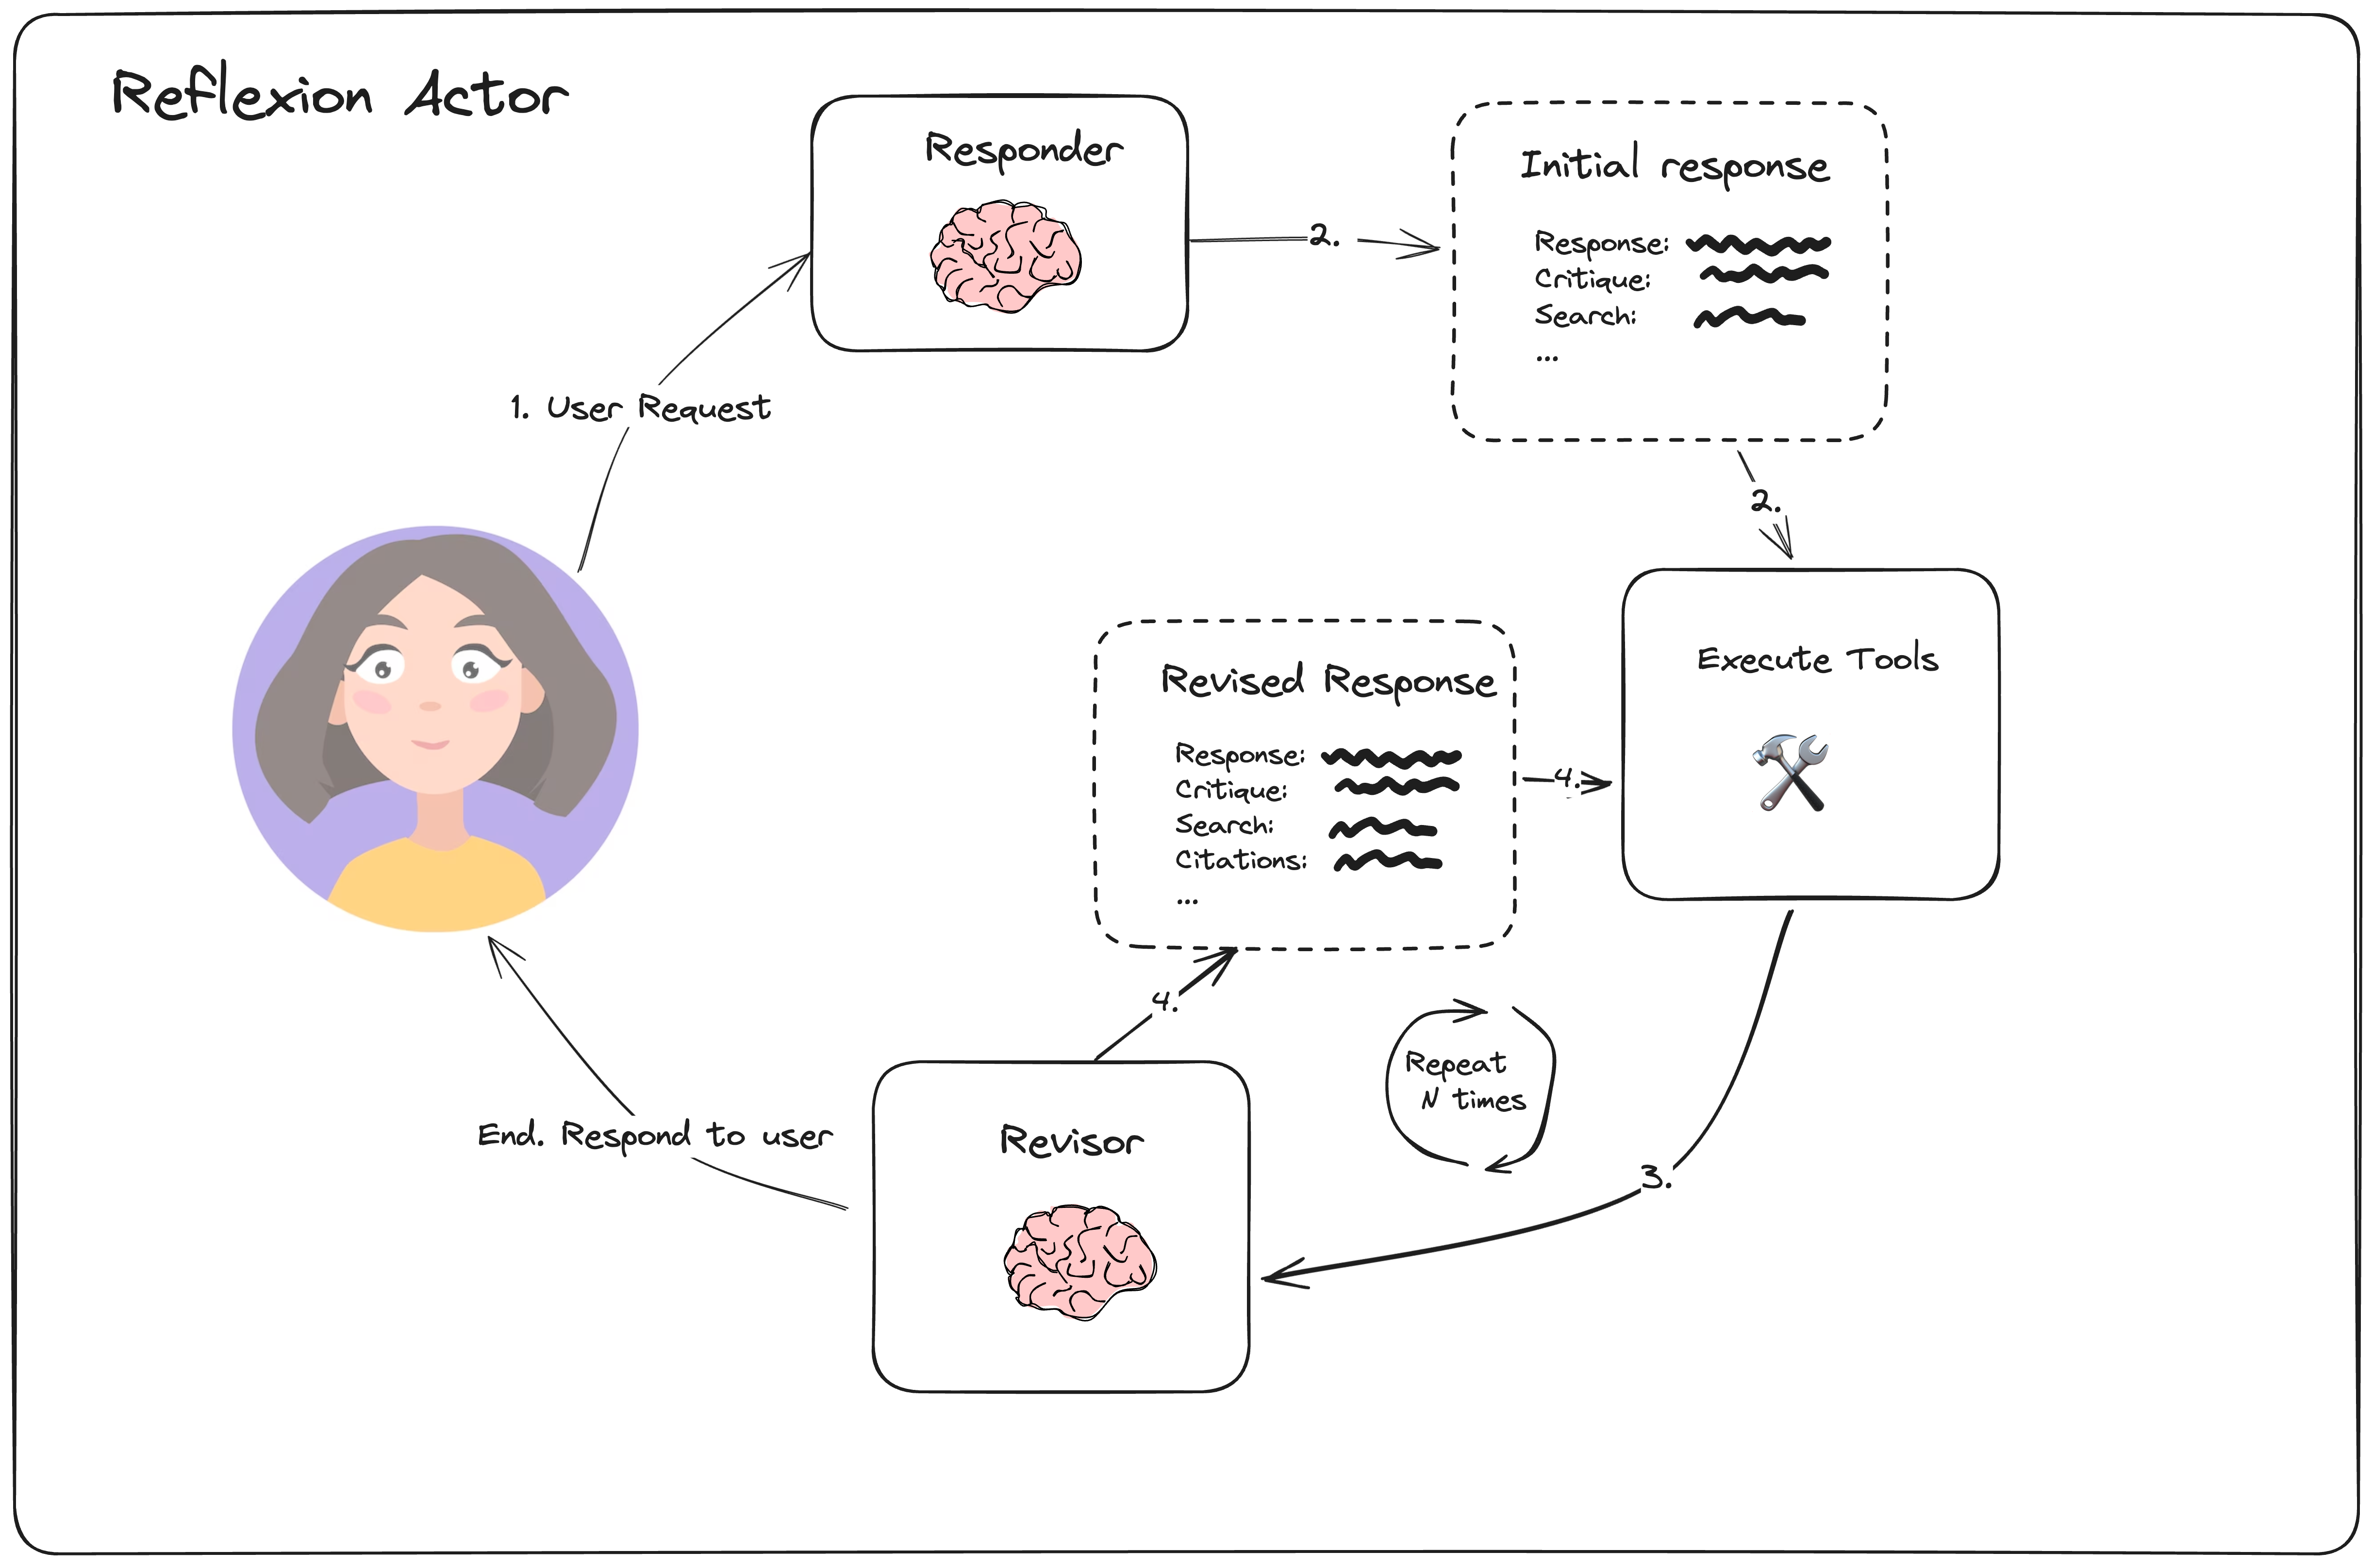 Reflexion Actor
Responder
Initial response
Response:
Critique:
Search:
...
2.
1. User Request
2.
Execute Tools
Revised Response
Response:
Critique:
Search:
Citations:
...
4.
4.
Repeat
N times
3.
Revisor
End. Respond to user